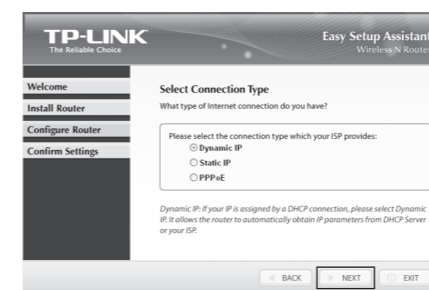 TP-LINK
The Reliable Choice
Easy Setup Assistant
Wireless N Router
Welcome
Install Router
Configure Router
Confirm Settings
Select Connection Type
What type of Internet connection do you have?
Please select the connection type which your ISP provides:
Dynamic IP
Static IP
PPPoE
Dynamic IP: If your IP is assigned by a DHCP connection, please select Dynamic
IP. It allows the router to automatically obtain IP parameters from DHCP Server
or your ISP.
BACK NEXT EXIT